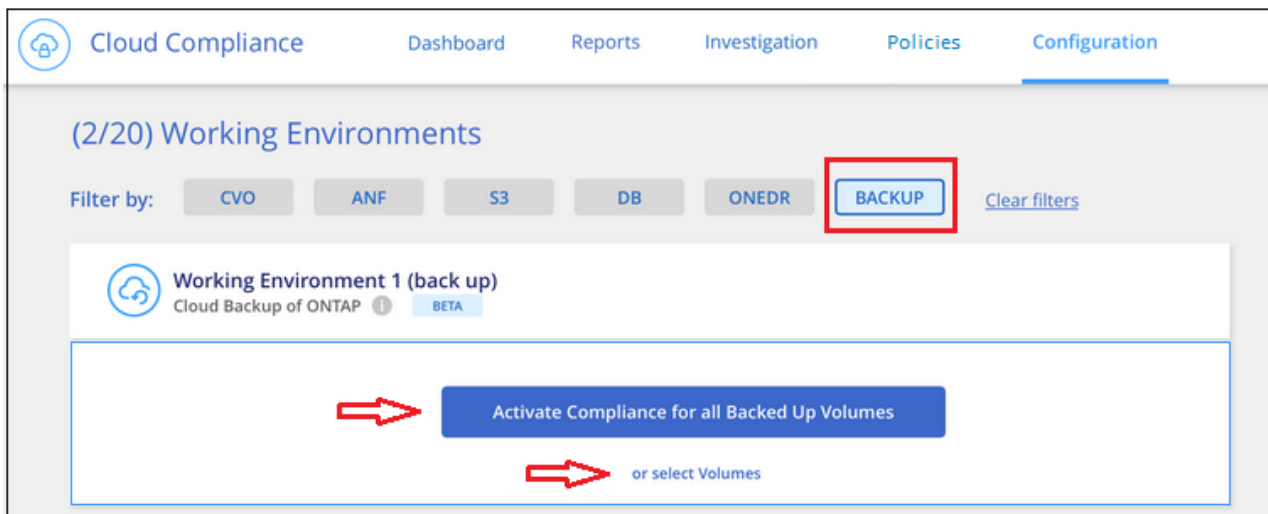 Cloud Compliance Dashboard Reports Investigation Policies Configuration
(2/20) Working Environments
Filter by: CVO ANF S3 DB ONEDR BACKUP Clear filters
Working Environment 1 (back up)
Cloud Backup of ONTAP i BETA
Activate Compliance for all Backed Up Volumes
or select Volumes